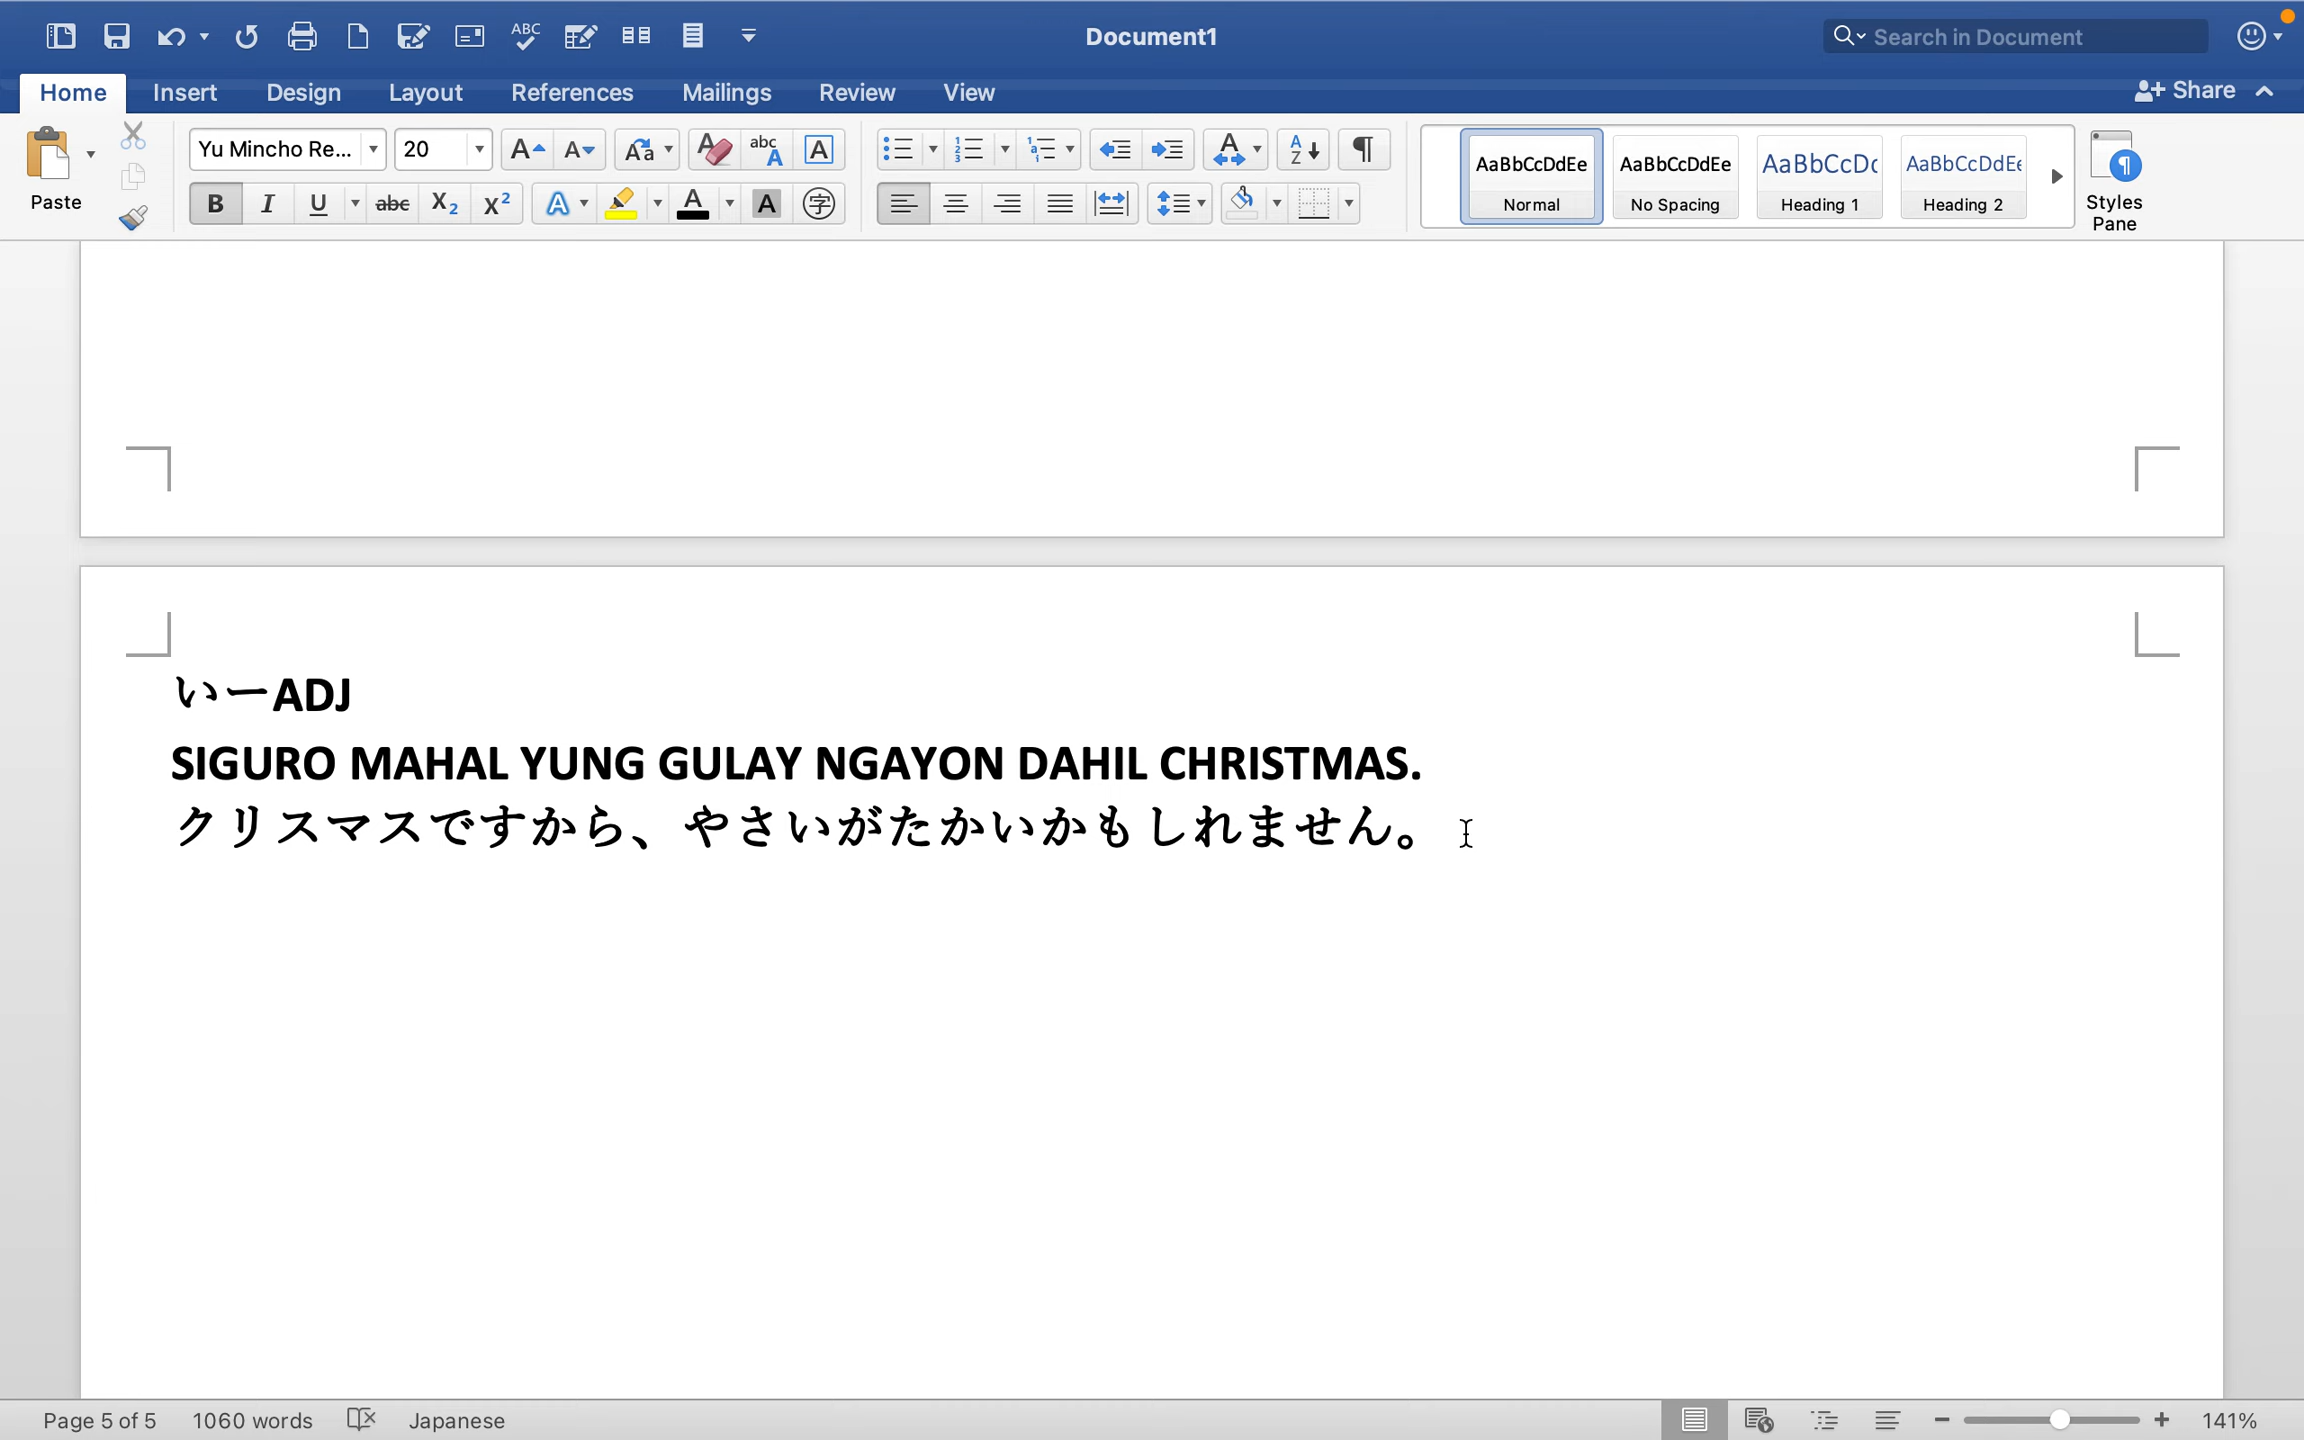 Document1
Search in Document
Home Insert Design Layout References Mailings Review View Share
Paste
Yu Mincho Re... 20
AaBbCcDdEe AaBbCcDdEe AaBbCcDc AaBbCcDdEe
Normal No Spacing Heading 1 Heading 2
Styles Pane
いーADJ
SIGURO MAHAL YUNG GULAY NGAYON DAHIL CHRISTMAS.
クリスマスですから、やさいがたかいかもしれません。
Page 5 of 5 1060 words Japanese 141%